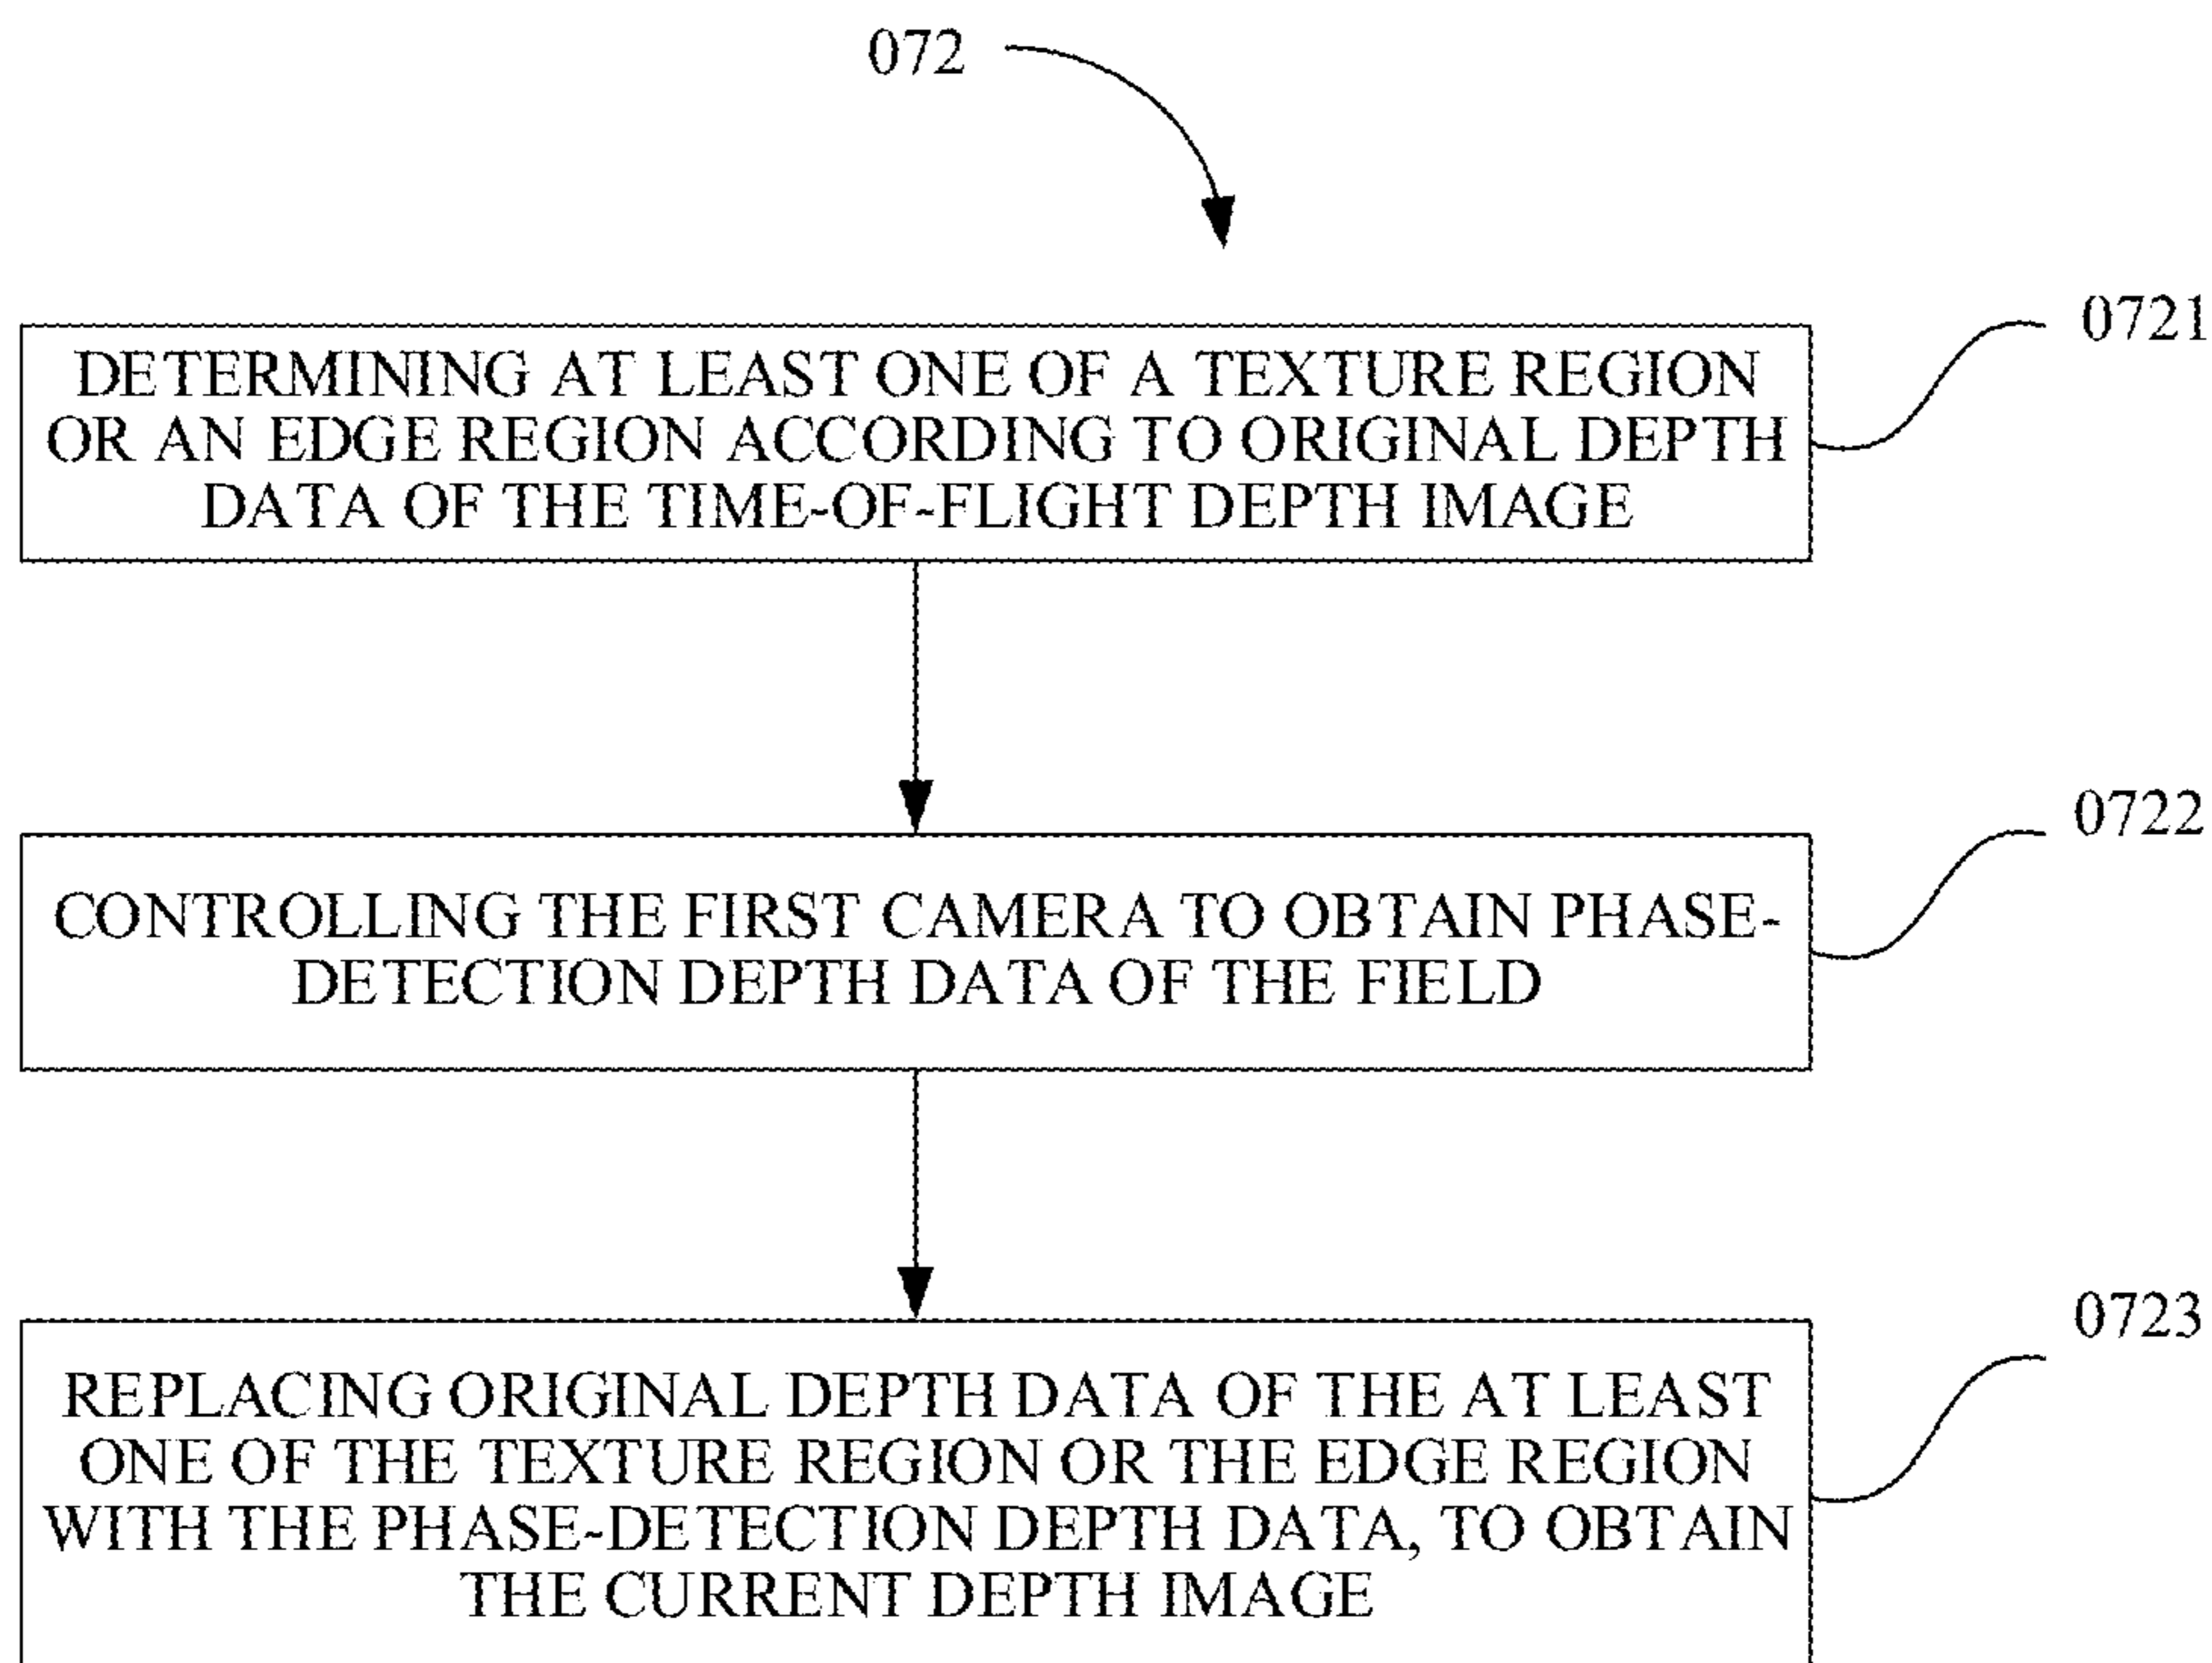 072
0721
DETERMINING AT LEAST ONE OF A TEXTURE REGION
OR AN EDGE REGION ACCORDING TO ORIGINAL DEPTH
DATA OF THE TIME-OF-FLIGHT DEPTH IMAGE
0722
CONTROLLING THE FIRST CAMERA TO OBTAIN PHASE-
DETECTION DEPTH DATA OF THE FIELD
0723
REPLACING ORIGINAL DEPTH DATA OF THE AT LEAST
ONE OF THE TEXTURE REGION OR THE EDGE REGION
WITH THE PHASE-DETECTION DEPTH DATA, TO OBTAIN
THE CURRENT DEPTH IMAGE